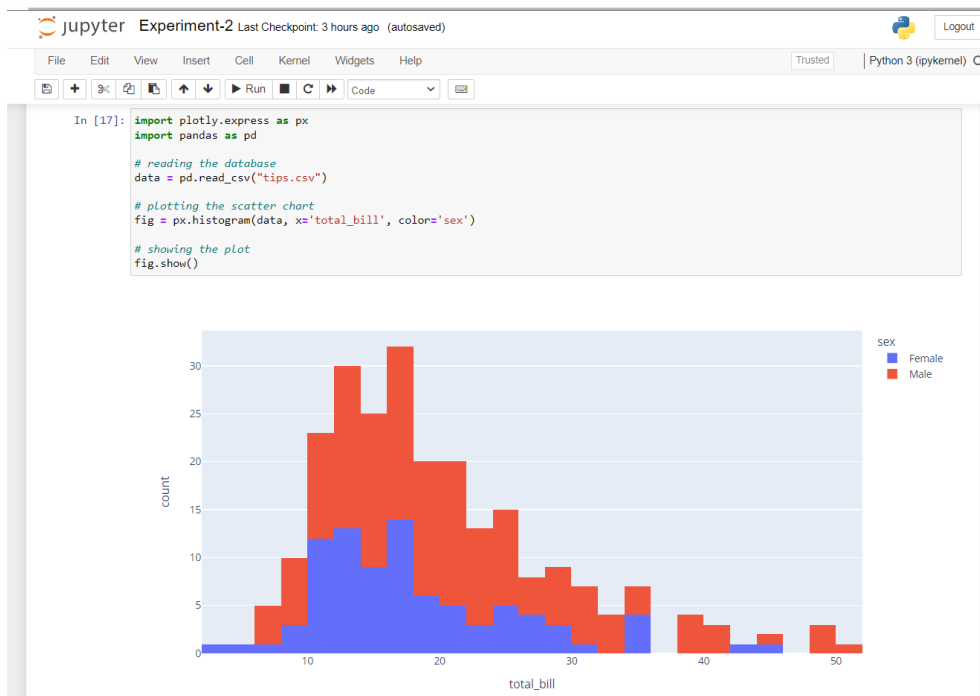 jupyter Experiment-2 Last Checkpoint: 3 hours ago (autosaved)
Logout
File Edit View Insert Cell Kernel Widgets Help
Trusted
Python 3 (ipykernel)
Run
Code
In [17]: import plotly.express as px
import pandas as pd
# reading the database
data = pd.read_csv("tips.csv")
# plotting the scatter chart
fig = px.histogram(data, x='total_bill', color='sex')
# showing the plot
fig.show()
sex
Female
Male
30
25
20
15
10
5
0
count
10 20 30 40 50
total_bill